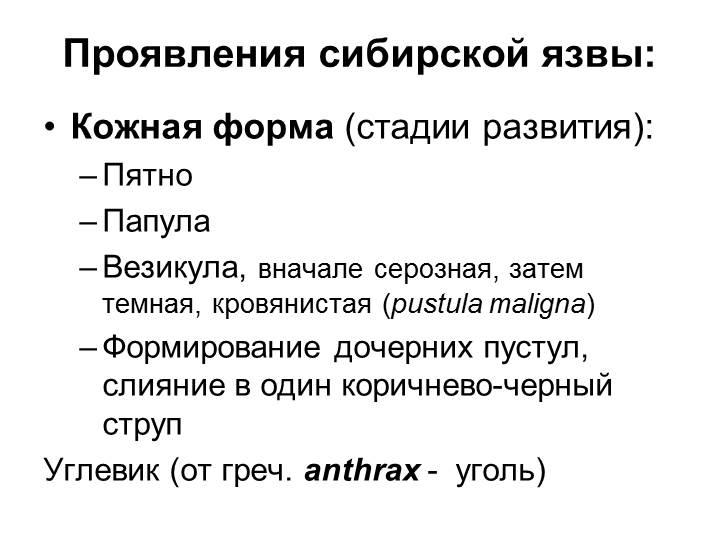 Проявления сибирской язвы:
• Кожная форма (стадии развития):
–Пятно
–Папула
–Везикула, вначале серозная, затем
темная, кровянистая (pustula maligna)
–Формирование дочерних пустул,
слияние в один коричнево-черный
струп
Углевик (от греч. anthrax - уголь)